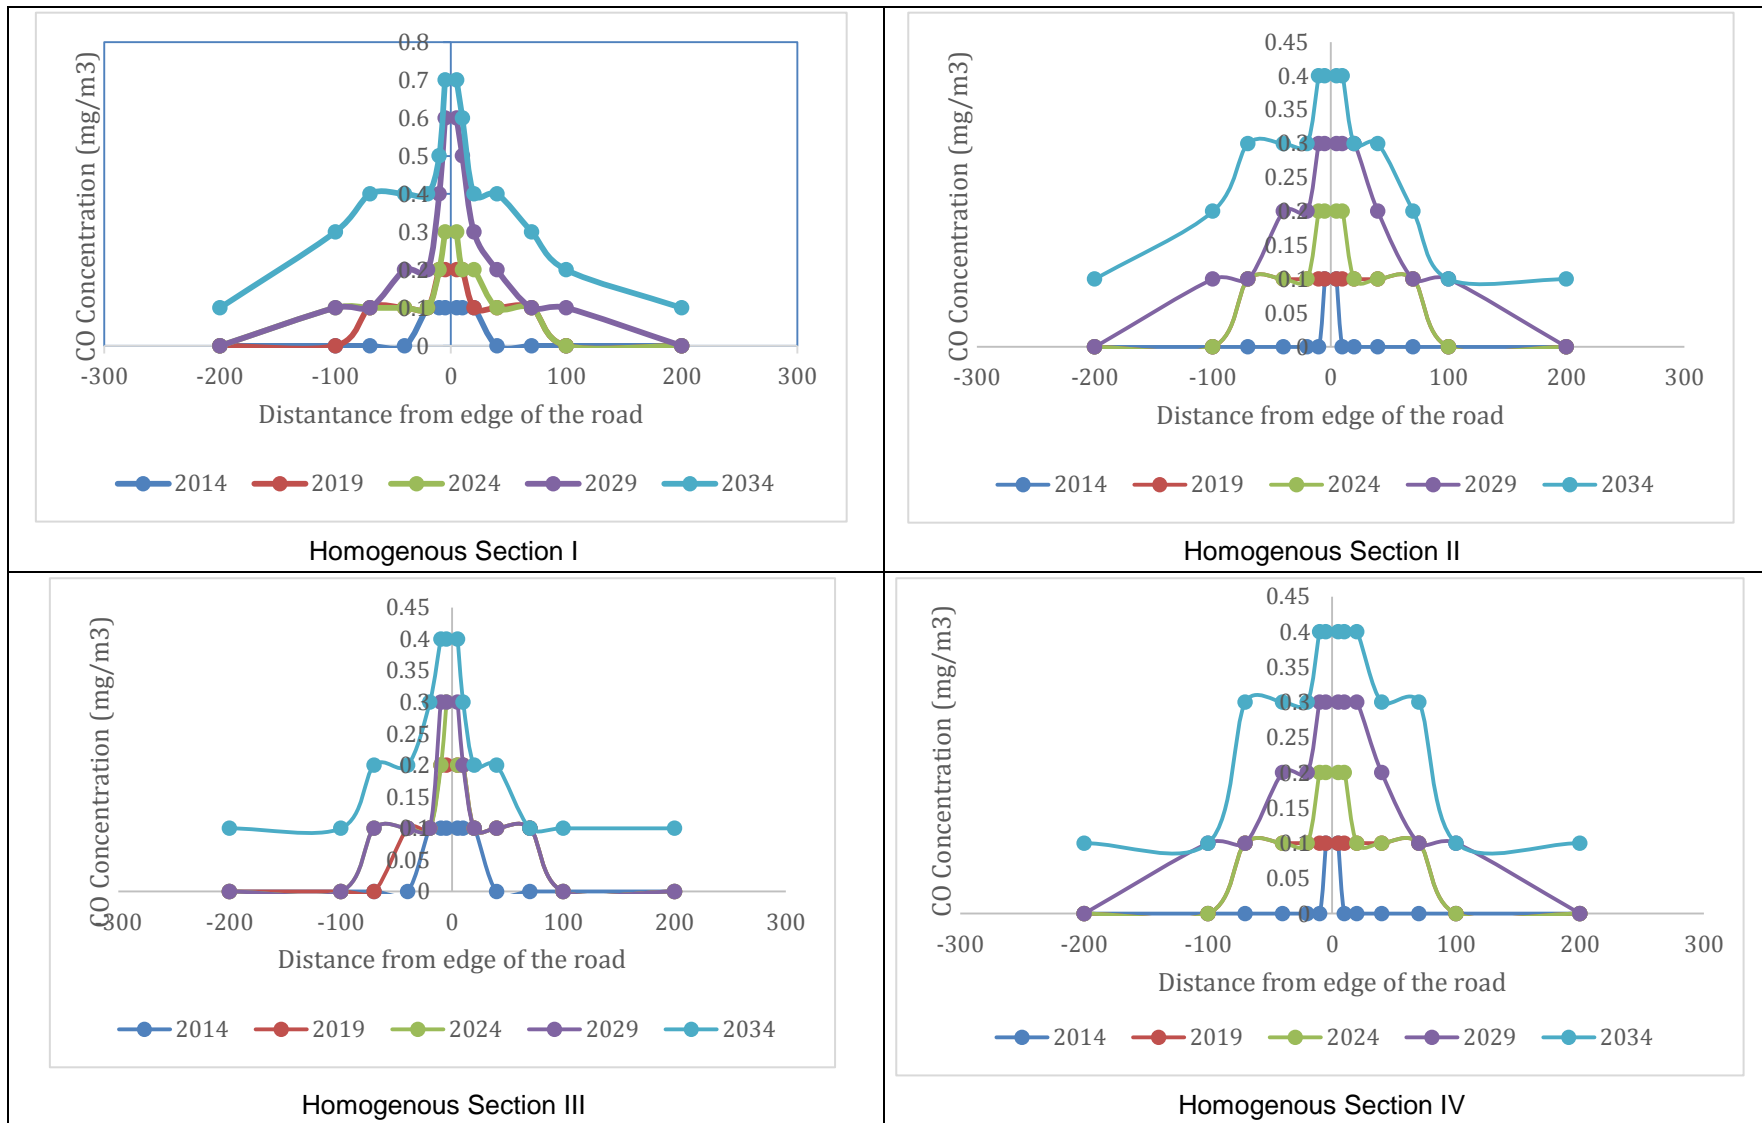 CO Concentration (mg/m3)
0.8
0.7
0.6
0.5
0.4
0.3
0.2
0.1
0
-300 -200 -100 0 100 200 300
Distantance from edge of the road
2014 2019 2024 2029 2034
Homogenous Section I
CO Concentration (mg/m3)
0.45
0.4
0.35
0.3
0.25
0.2
0.15
0.1
0.05
0
-300 -200 -100 0 100 200 300
Distance from edge of the road
2014 2019 2024 2029 2034
Homogenous Section II
CO Concentration (mg/m3)
0.45
0.4
0.35
0.3
0.25
0.2
0.15
0.1
0.05
0
-300 -200 -100 0 100 200 300
Distance from edge of the road
2014 2019 2024 2029 2034
Homogenous Section III
CO Concentration (mg/m3)
0.45
0.4
0.35
0.3
0.25
0.2
0.15
0.1
0.05
0
-300 -200 -100 0 100 200 300
Distance from edge of the road
2014 2019 2024 2029 2034
Homogenous Section IV